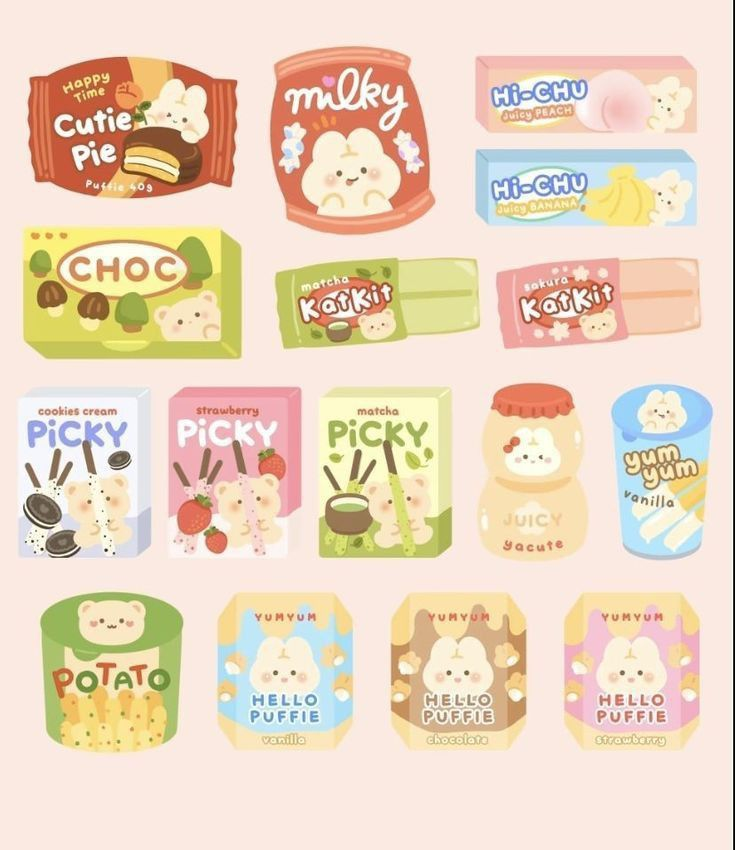 Happy
Time
Cutie
Pie
Puffie 40g
milky
Hi-CHU
Juicy PEACH
Hi-CHU
Juicy BANANA
CHOC
matcha
KatKit
sakura
KatKit
cookies cream
PiCKY
strawberry
PiCKY
matcha
PiCKY
JUICY
yacute
yum
yum
vanilla
POTATO
YUMYUM
HELLO
PUFFIE
vanilla
YUMYUM
HELLO
PUFFIE
chocolate
YUMYUM
HELLO
PUFFIE
strawberry